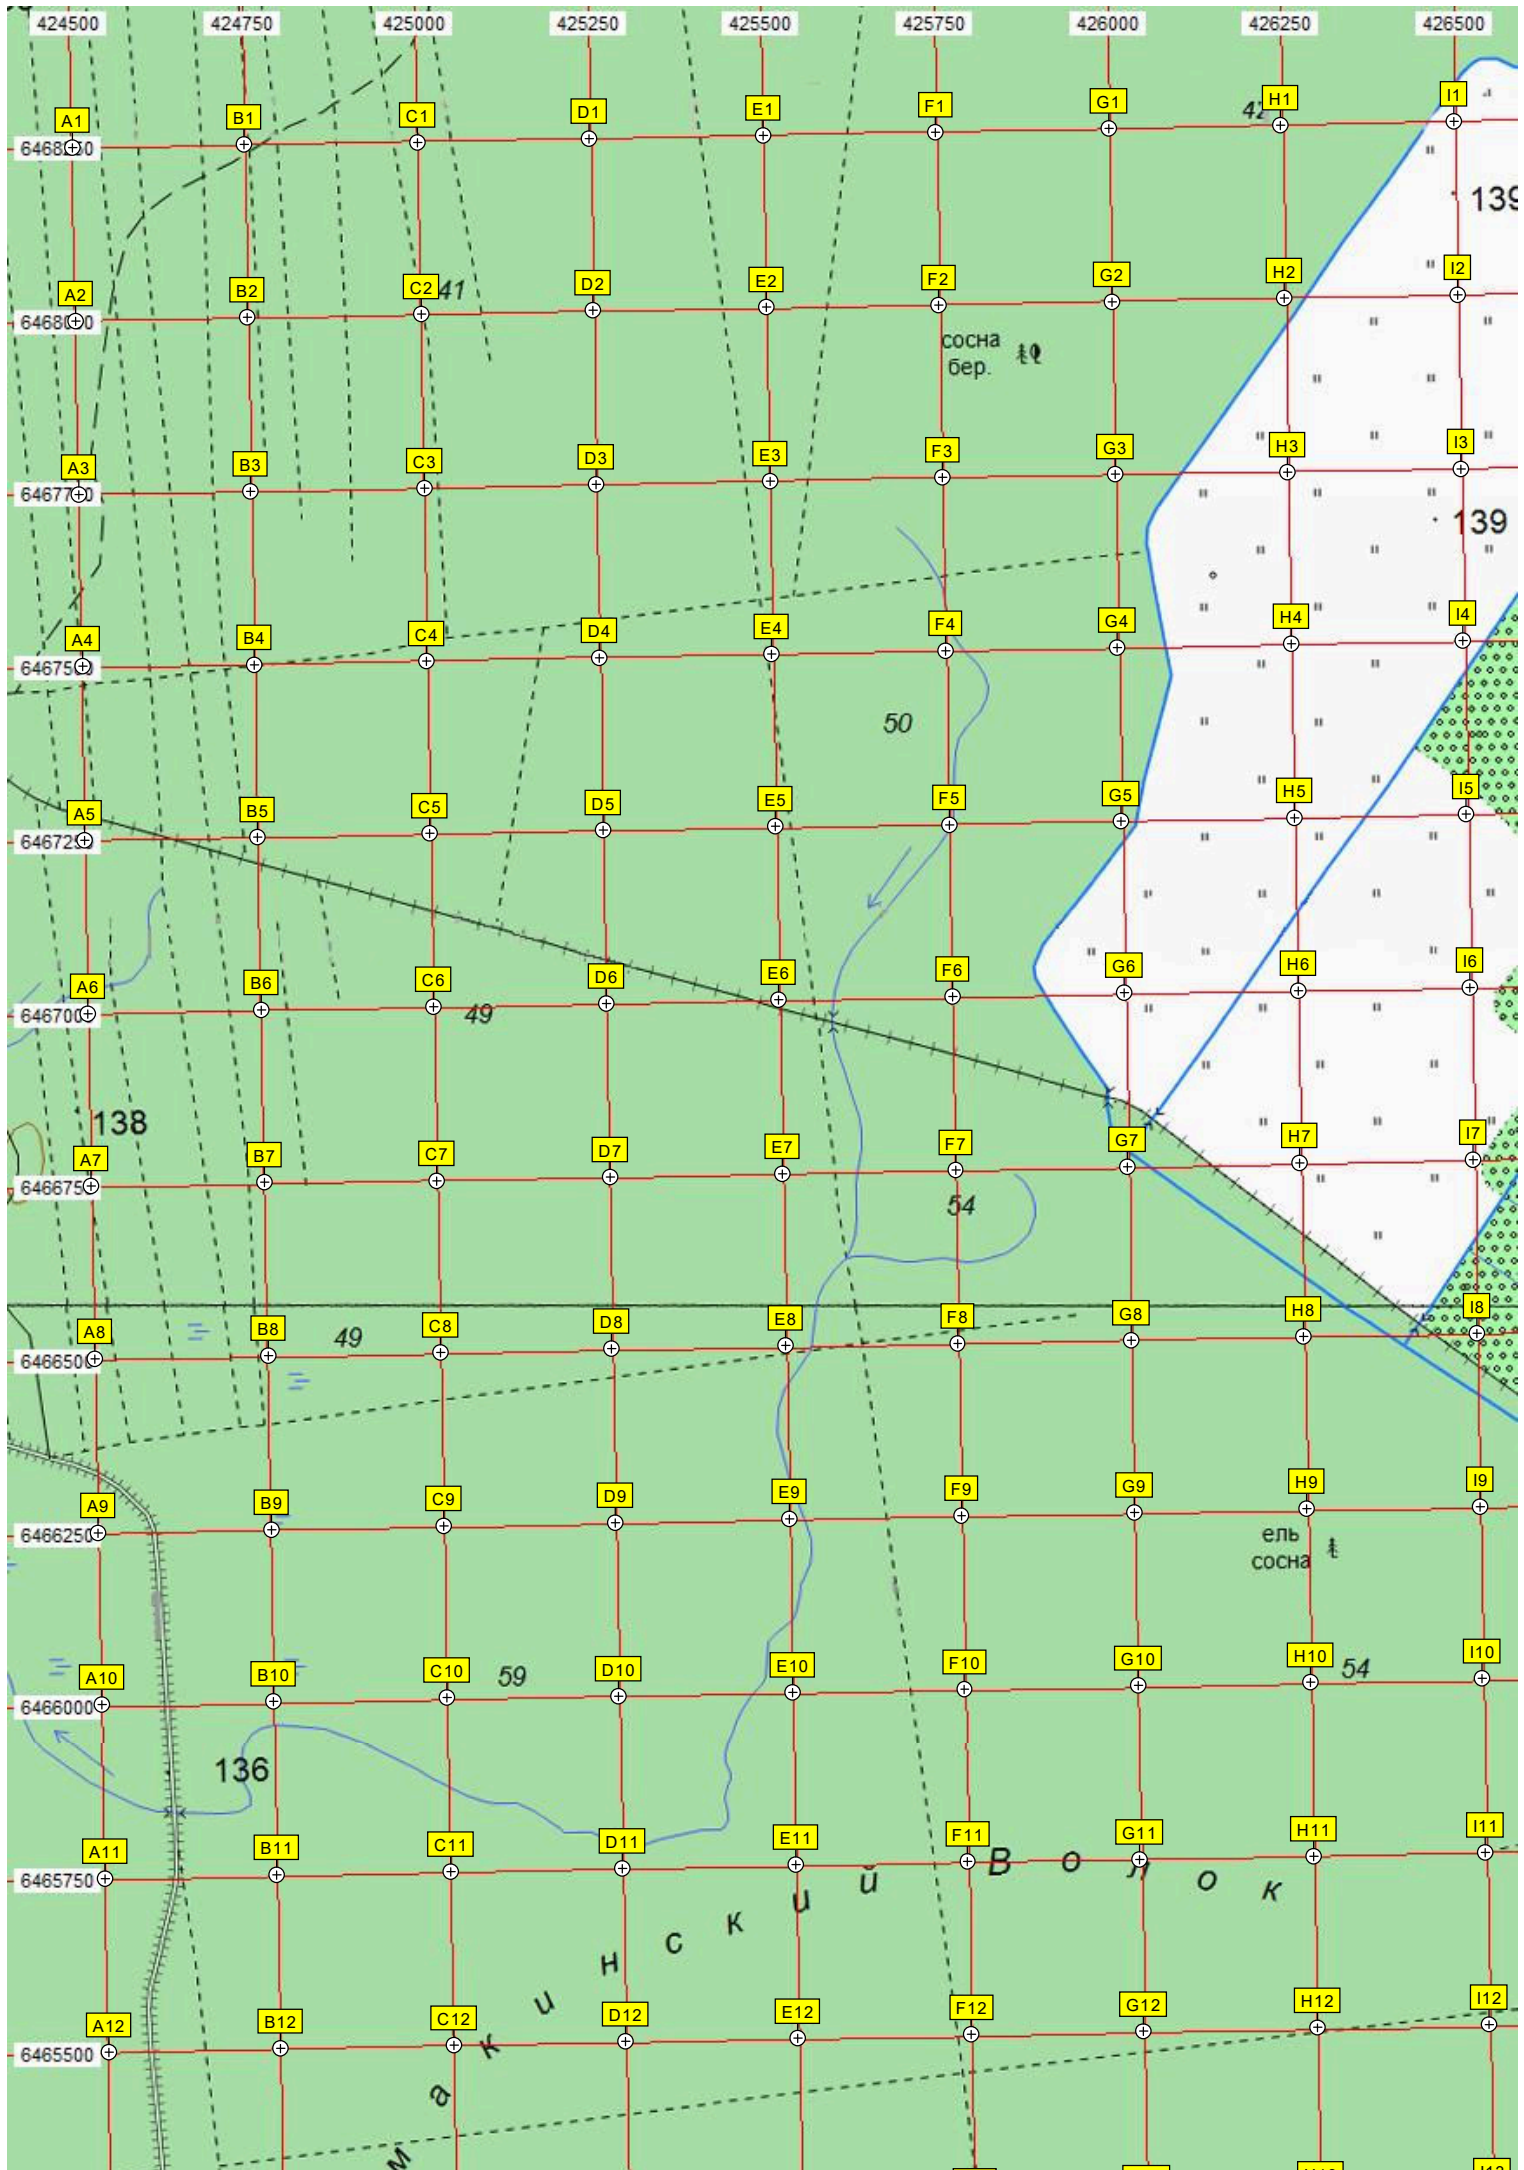 424500 424750 425000 425250 425500 425750 426000 426250 426500
A1 B1 C1 D1 E1 F1 G1 H1 I1
139
A2 B2 C2 D2 E2 F2 G2 H2 I2
41
сосна
бер.
A3 B3 C3 D3 E3 F3 G3 H3 I3
139
A4 B4 C4 D4 E4 F4 G4 H4 I4
50
A5 B5 C5 D5 E5 F5 G5 H5 I5
A6 B6 C6 D6 E6 F6 G6 H6 I6
49
138
A7 B7 C7 D7 E7 F7 G7 H7 I7
54
A8 B8 C8 D8 E8 F8 G8 H8 I8
49
6466500
A9 B9 C9 D9 E9 F9 G9 H9 I9
6466250
ель
сосна
A10 B10 C10 D10 E10 F10 G10 H10 I10
59 54
6466000
136
A11 B11 C11 D11 E11 F11 G11 H11 I11
6465750
макинский Волок
A12 B12 C12 D12 E12 F12 G12 H12 I12
6465500